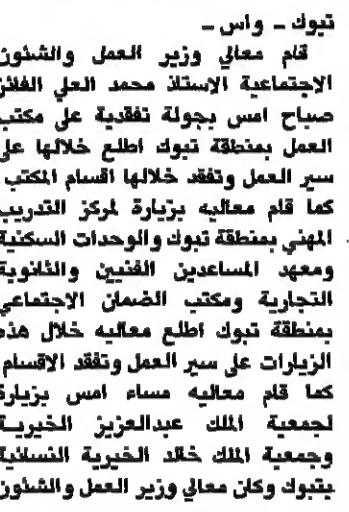 تبوك - واس -
قام معالي وزير العمل والشئون
الاجتماعية الاستاذ محمد العلي الفائز
صباح امس بجولة تفقدية على مكتب
العمل بمنطقة تبوك اطلع خلالها على
سير العمل وتفقد خلالها اقسام المكتب
كما قام معاليه بزيارة لمركز التدريب
المهني بمنطقة تبوك والوحدات السكنية
ومعهد المساعدين الفنيين والثانوية
التجارية ومكتب الضمان الاجتماعي
بمنطقة تبوك اطلع معاليه خلال هذه
الزيارات على سير العمل وتفقد الاقسام
كما قام معاليه مساء امس بزيارة
لجمعية الملك عبدالعزيز الخيرية
وجمعية الملك خالد الخيرية النسائية
بتبوك وكان معالي وزير العمل والشئون